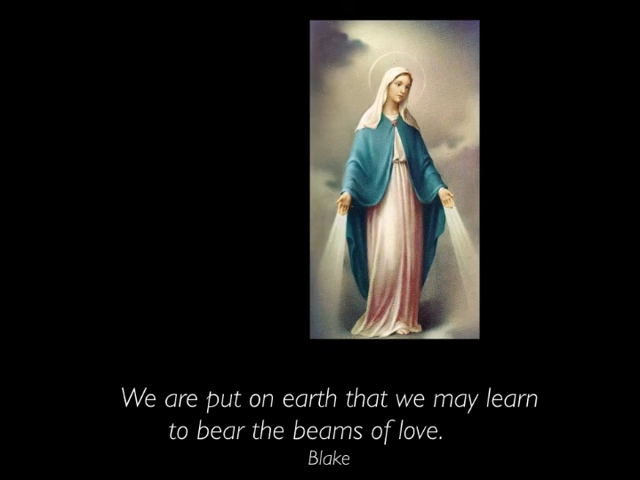 We are put on earth that we may learn
to bear the beams of love.
Blake